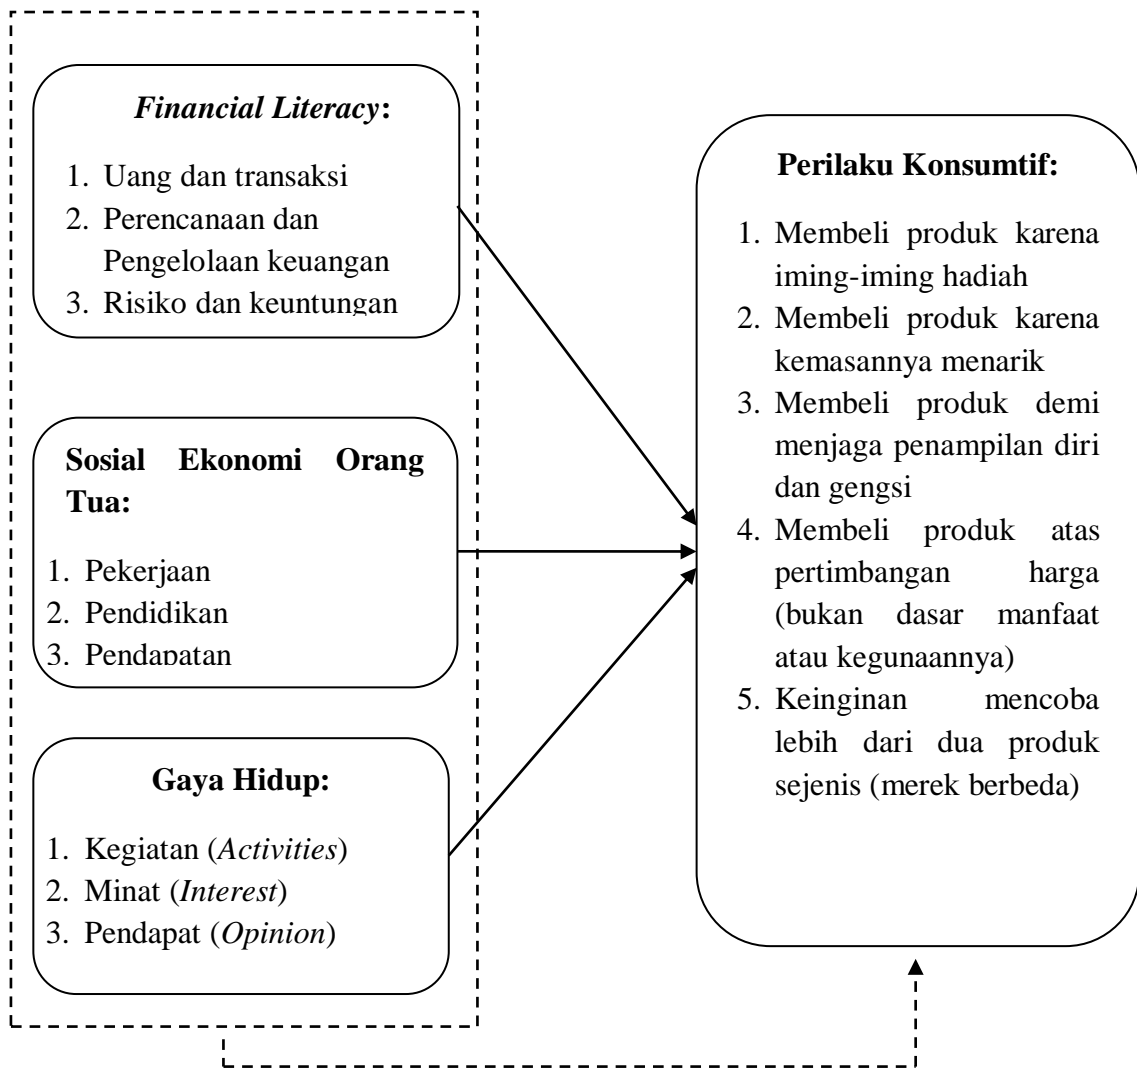 Financial Literacy:
1. Uang dan transaksi
2. Perencanaan dan
Pengelolaan keuangan
3. Risiko dan keuntungan
Sosial Ekonomi Orang
Tua:
1. Pekerjaan
2. Pendidikan
3. Pendapatan
Gaya Hidup:
1. Kegiatan (Activities)
2. Minat (Interest)
3. Pendapat (Opinion)
Perilaku Konsumtif:
1. Membeli produk karena
iming-iming hadiah
2. Membeli produk karena
kemasannya menarik
3. Membeli produk demi
menjaga penampilan diri
dan gengsi
4. Membeli produk atas
pertimbangan harga
(bukan dasar manfaat
atau kegunaannya)
5. Keinginan mencoba
lebih dari dua produk
sejenis (merek berbeda)